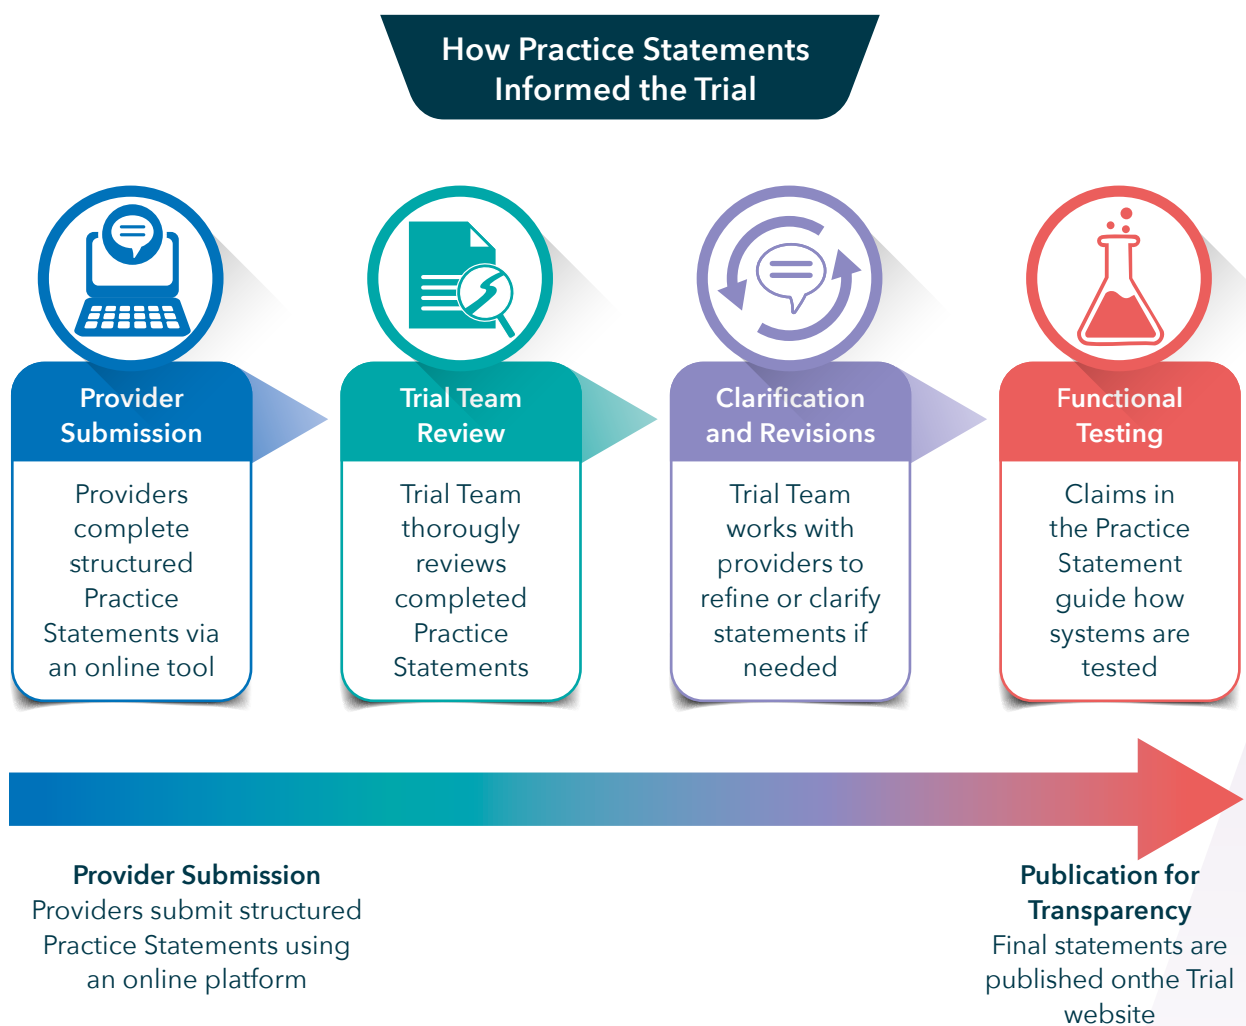 How Practice Statements
Informed the Trial
Provider
Submission
Providers
complete
structured
Practice
Statements via
an online tool
Trial Team
Review
Trial Team
thorougly
reviews
completed
Practice
Statements
Clarification
and Revisions
Trial Team
works with
providers to
refine or clarify
statements if
needed
Functional
Testing
Claims in
the Practice
Statement
guide how
systems are
tested
Provider Submission
Providers submit structured
Practice Statements using
an online platform
Publication for
Transparency
Final statements are
published onthe Trial
website